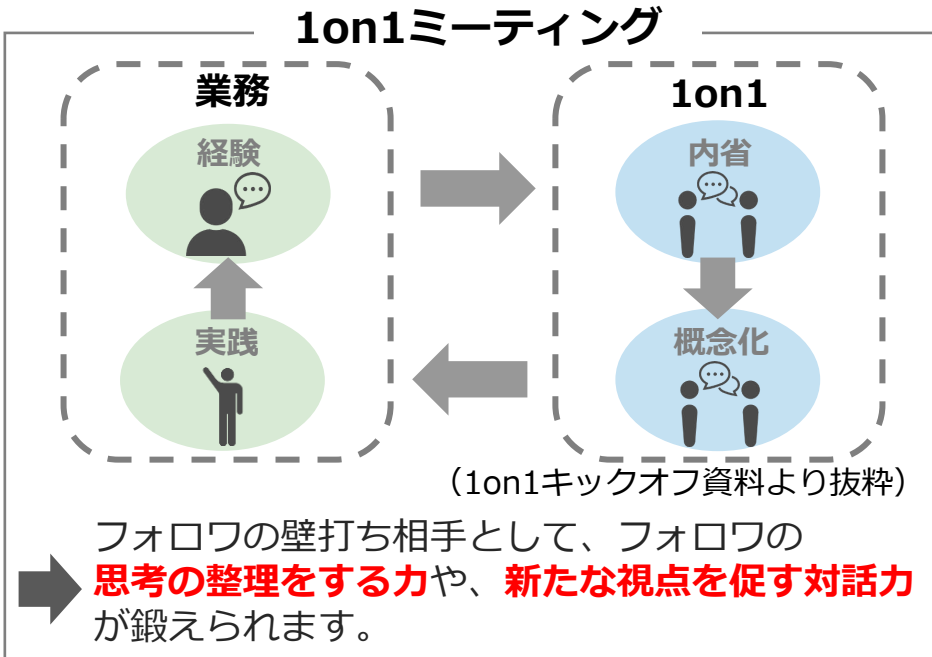 1on1ミーティング
業務
1on1
経験
内省
実践
概念化
（1on1キックオフ資料より抜粋）
フォロワの壁打ち相手として、フォロワの
思考の整理をする力や、新たな視点を促す対話力
が鍛えられます。